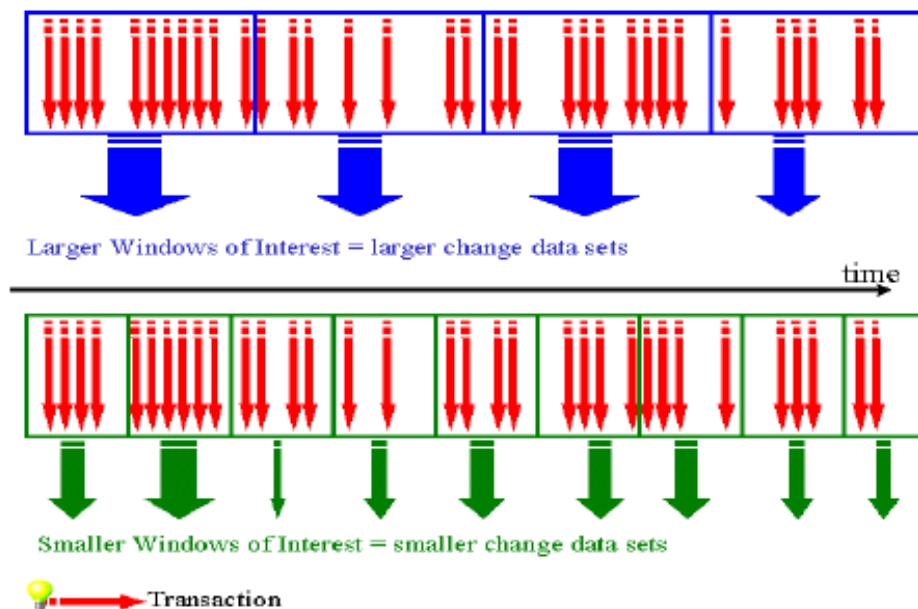 Larger Windows of Interest = larger change data sets
time
Smaller Windows of Interest = smaller change data sets
Transaction